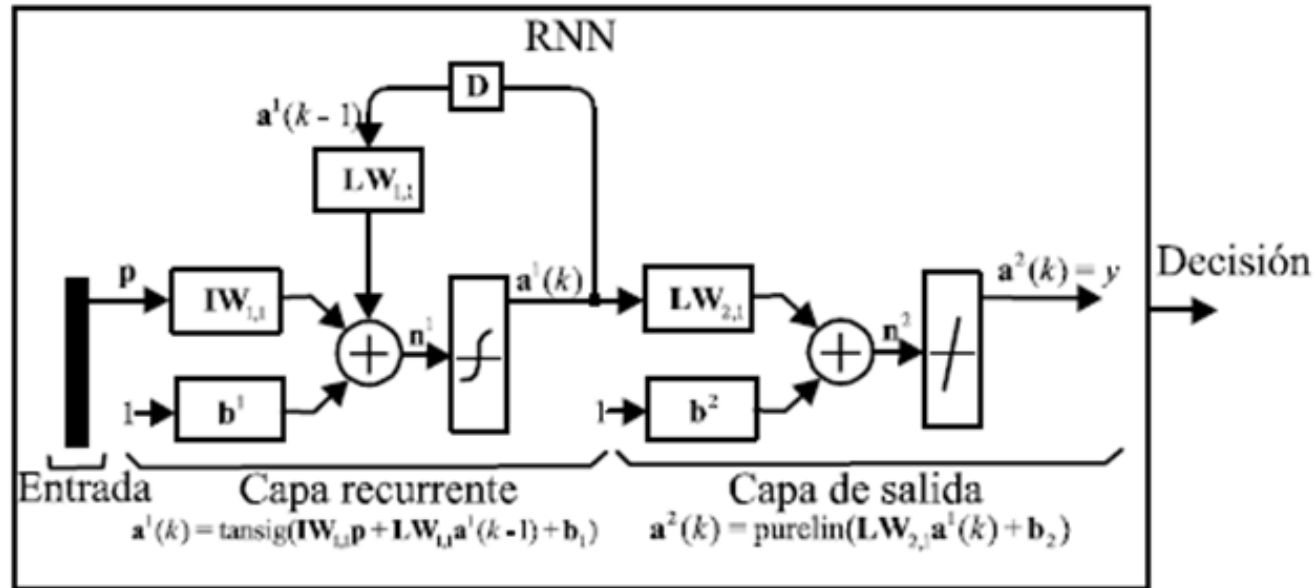 RNN
D
a¹(k - 1)
LW₁,₁
p
IW₁,₁
n¹
a¹(k)
LW₂,₁
n²
a²(k) = y
Decisión
1
b¹
1
b²
Entrada
Capa recurrente
Capa de salida
a¹(k) = tansig(IW₁,₁p + LW₁,₁a¹(k-1) + b₁)
a²(k) = purelin(LW₂,₁a¹(k) + b₂)